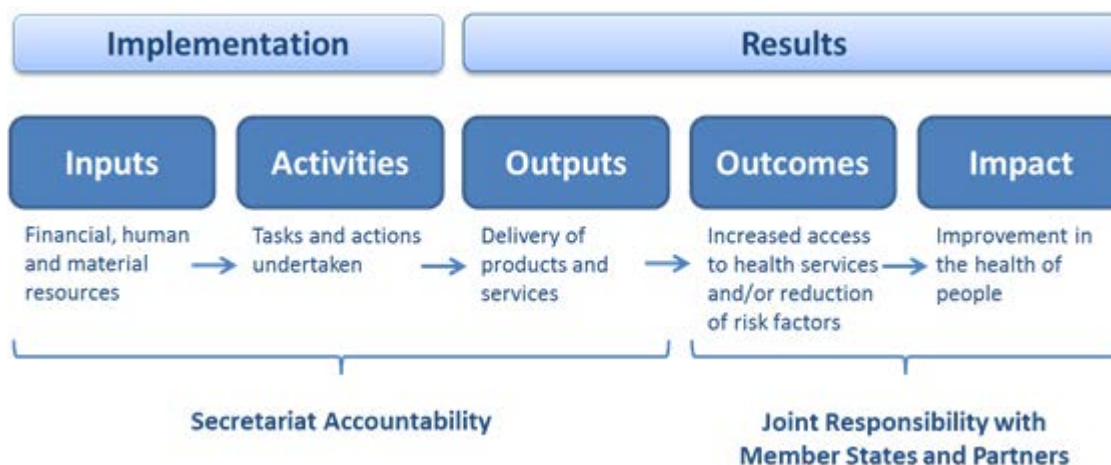 Implementation
Results
Inputs
Activities
Outputs
Outcomes
Impact
Financial, human
and material
resources
Tasks and actions
undertaken
Delivery of
products and
services
Increased access
to health services
and/or reduction
of risk factors
Improvement in
the health of
people
Secretariat Accountability
Joint Responsibility with
Member States and Partners